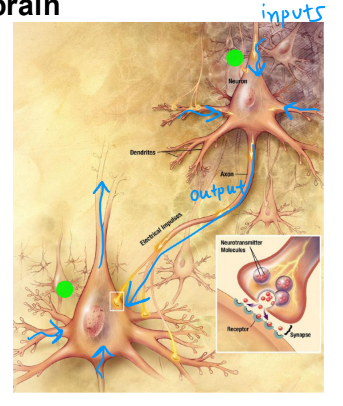 brain
inputs
Neuron
Dendrites
Axon
output
Electrical Impulses
Neurotransmitter
Molecules
Receptor
Synapse